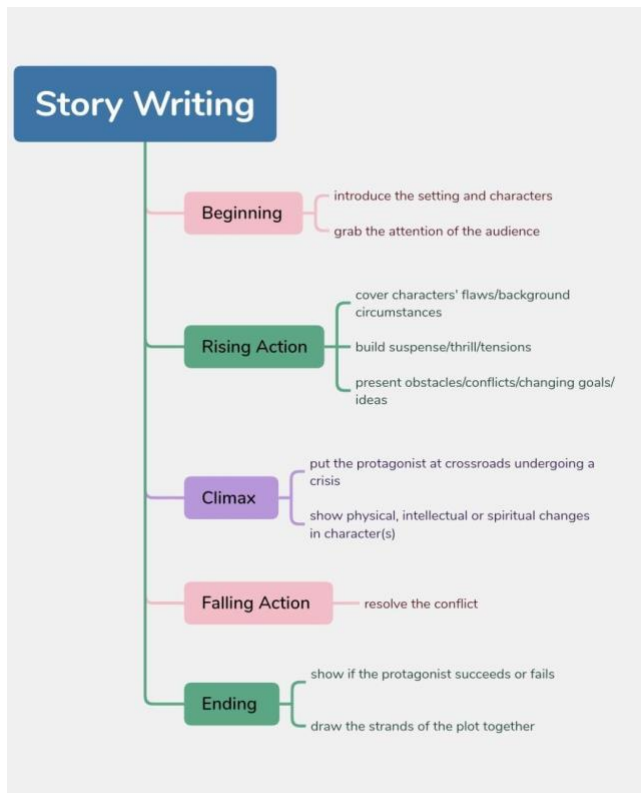 Story Writing
Beginning
introduce the setting and characters
grab the attention of the audience
Rising Action
cover characters' flaws/background
circumstances
build suspense/thrill/tensions
present obstacles/conflicts/changing goals/
ideas
Climax
put the protagonist at crossroads undergoing a
crisis
show physical, intellectual or spiritual changes
in character(s)
Falling Action
resolve the conflict
Ending
show if the protagonist succeeds or fails
draw the strands of the plot together